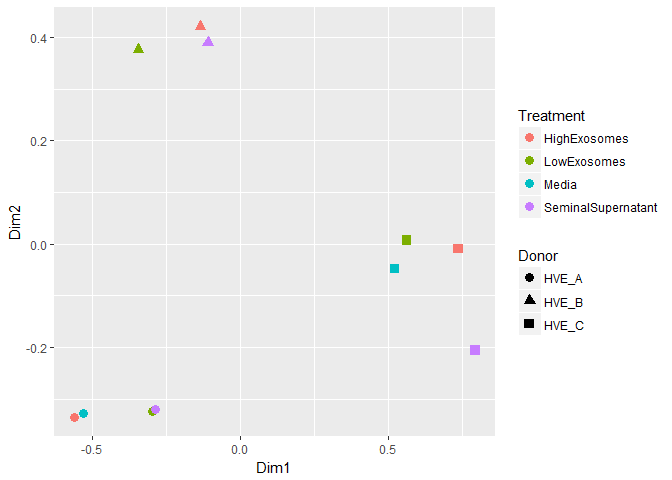 0.4
0.2
0.0
-0.2
Dim2
-0.5
0.0
0.5
Dim1
Treatment
HighExosomes
LowExosomes
Media
SeminalSupernatant
Donor
HVE_A
HVE_B
HVE_C